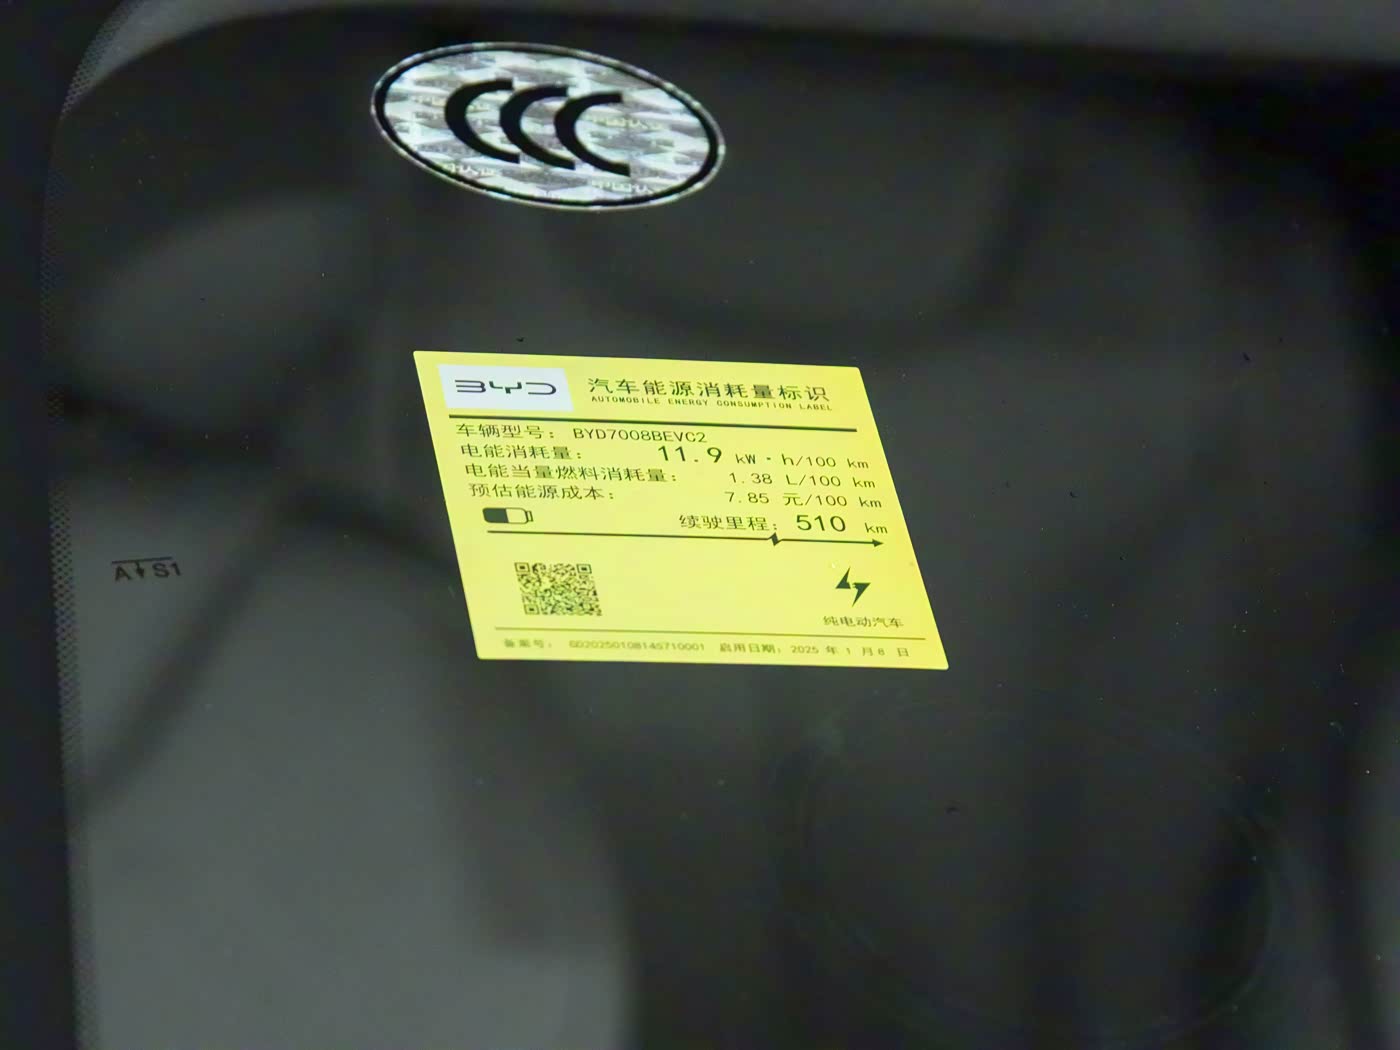 CCC
BYD 汽车能源消耗量标识
AUTOMOBILE ENERGY CONSUMPTION LABEL
车辆型号: BYD7008BEVC2
电能消耗量: 11.9 kW·h/100 km
电能当量燃料消耗量: 1.38 L/100 km
预估能源成本: 7.85 元/100 km
续驶里程: 510 km
A S1
纯电动汽车
备案号: GD20250108145710001 启用日期: 2025 年 1 月 8 日